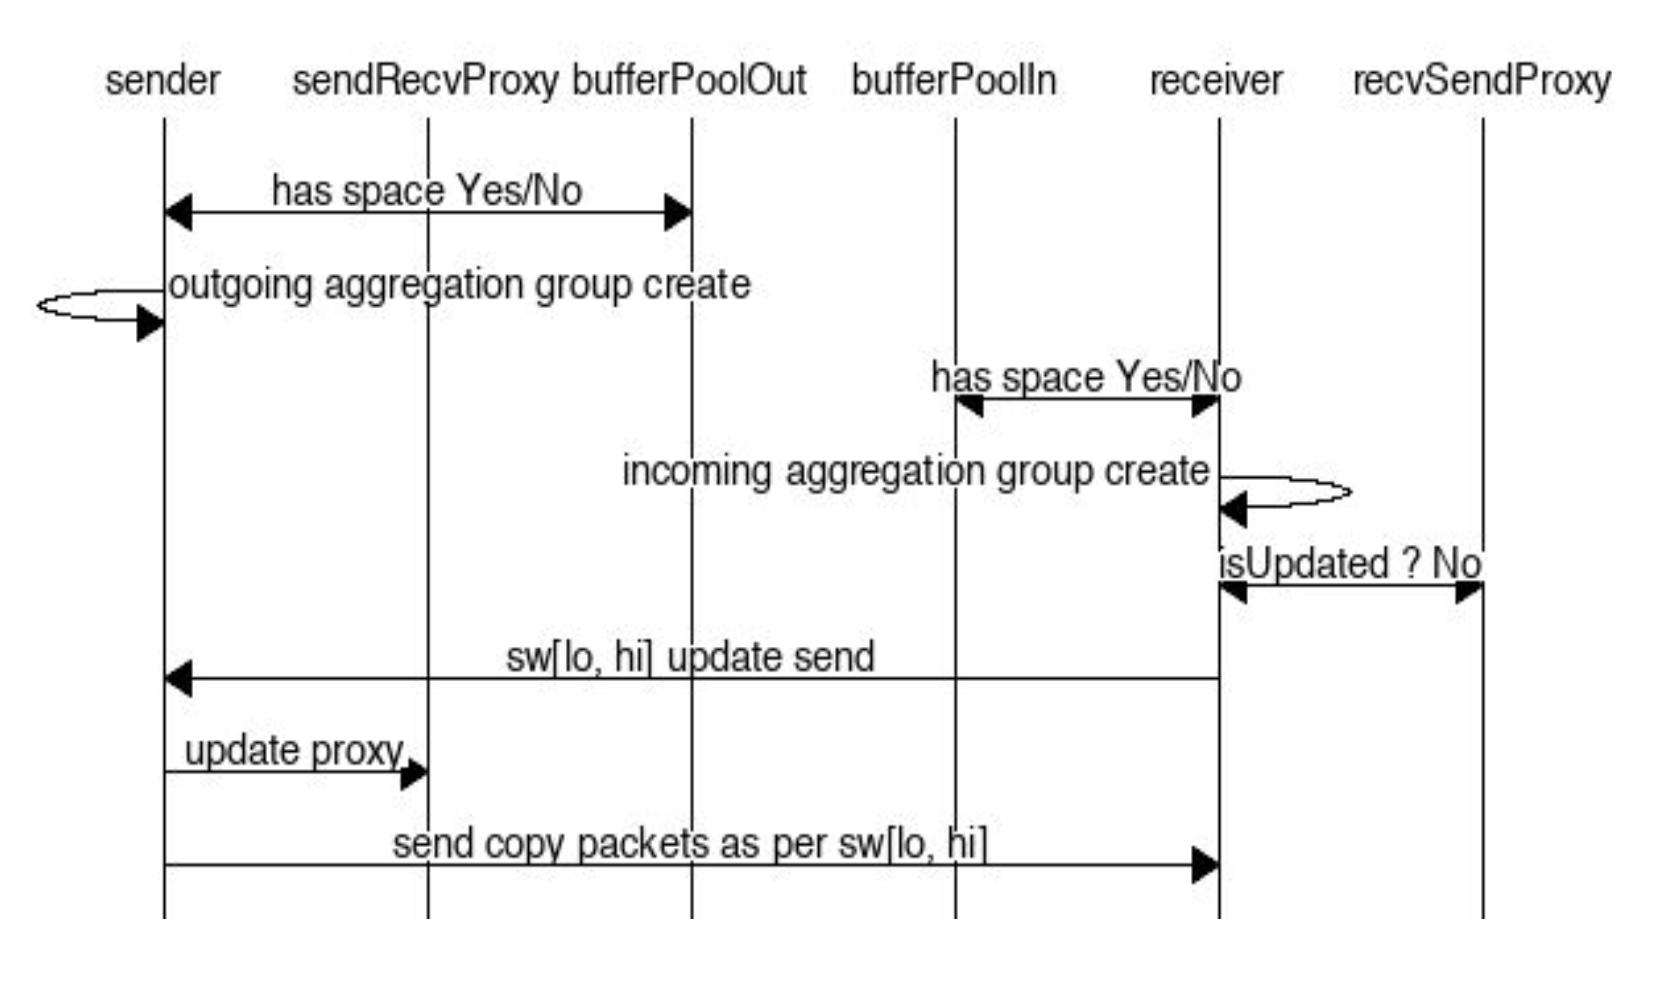 sender sendRecvProxy bufferPoolOut bufferPoolIn receiver recvSendProxy
has space Yes/No
outgoing aggregation group create
has space Yes/No
incoming aggregation group create
isUpdated ? No
sw[lo, hi] update send
update proxy
send copy packets as per sw[lo, hi]